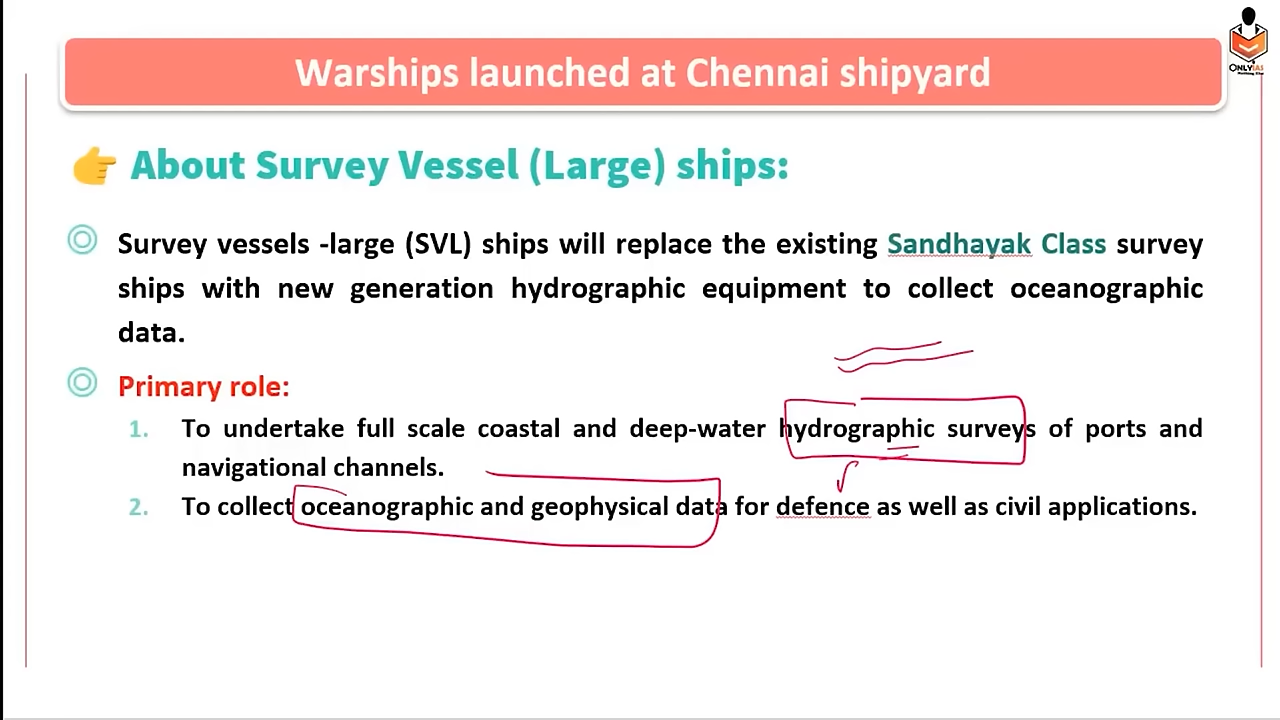 Warships launched at Chennai shipyard
ONLYIAS
Nothing Else
About Survey Vessel (Large) ships:
Survey vessels -large (SVL) ships will replace the existing Sandhayak Class survey
ships with new generation hydrographic equipment to collect oceanographic
data.
Primary role:
1. To undertake full scale coastal and deep-water hydrographic surveys of ports and
navigational channels.
2. To collect oceanographic and geophysical data for defence as well as civil applications.